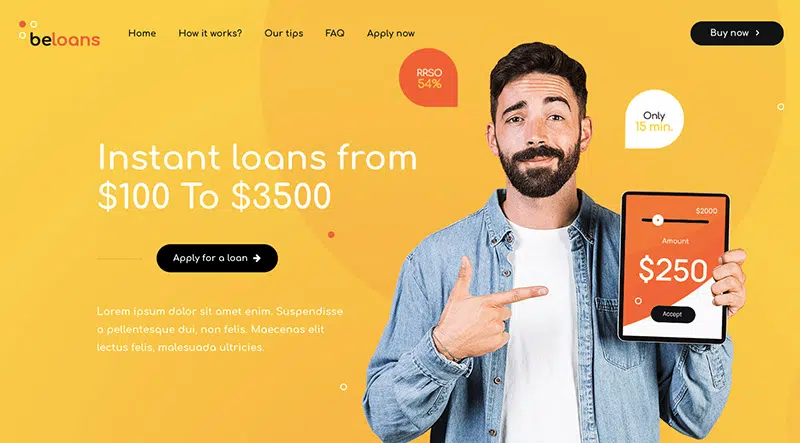 beloans
Home
How it works?
Our tips
FAQ
Apply now
Buy now
RRSO
54%
Only
15 min.
Instant loans from
$100 To $3500
Apply for a loan
Lorem ipsum dolor sit amet enim. Suspendisse
a pellentesque dui, non felis. Maecenas elit
lectus felis, malesuada ultricies.
$2000
Amount
$250
Accept